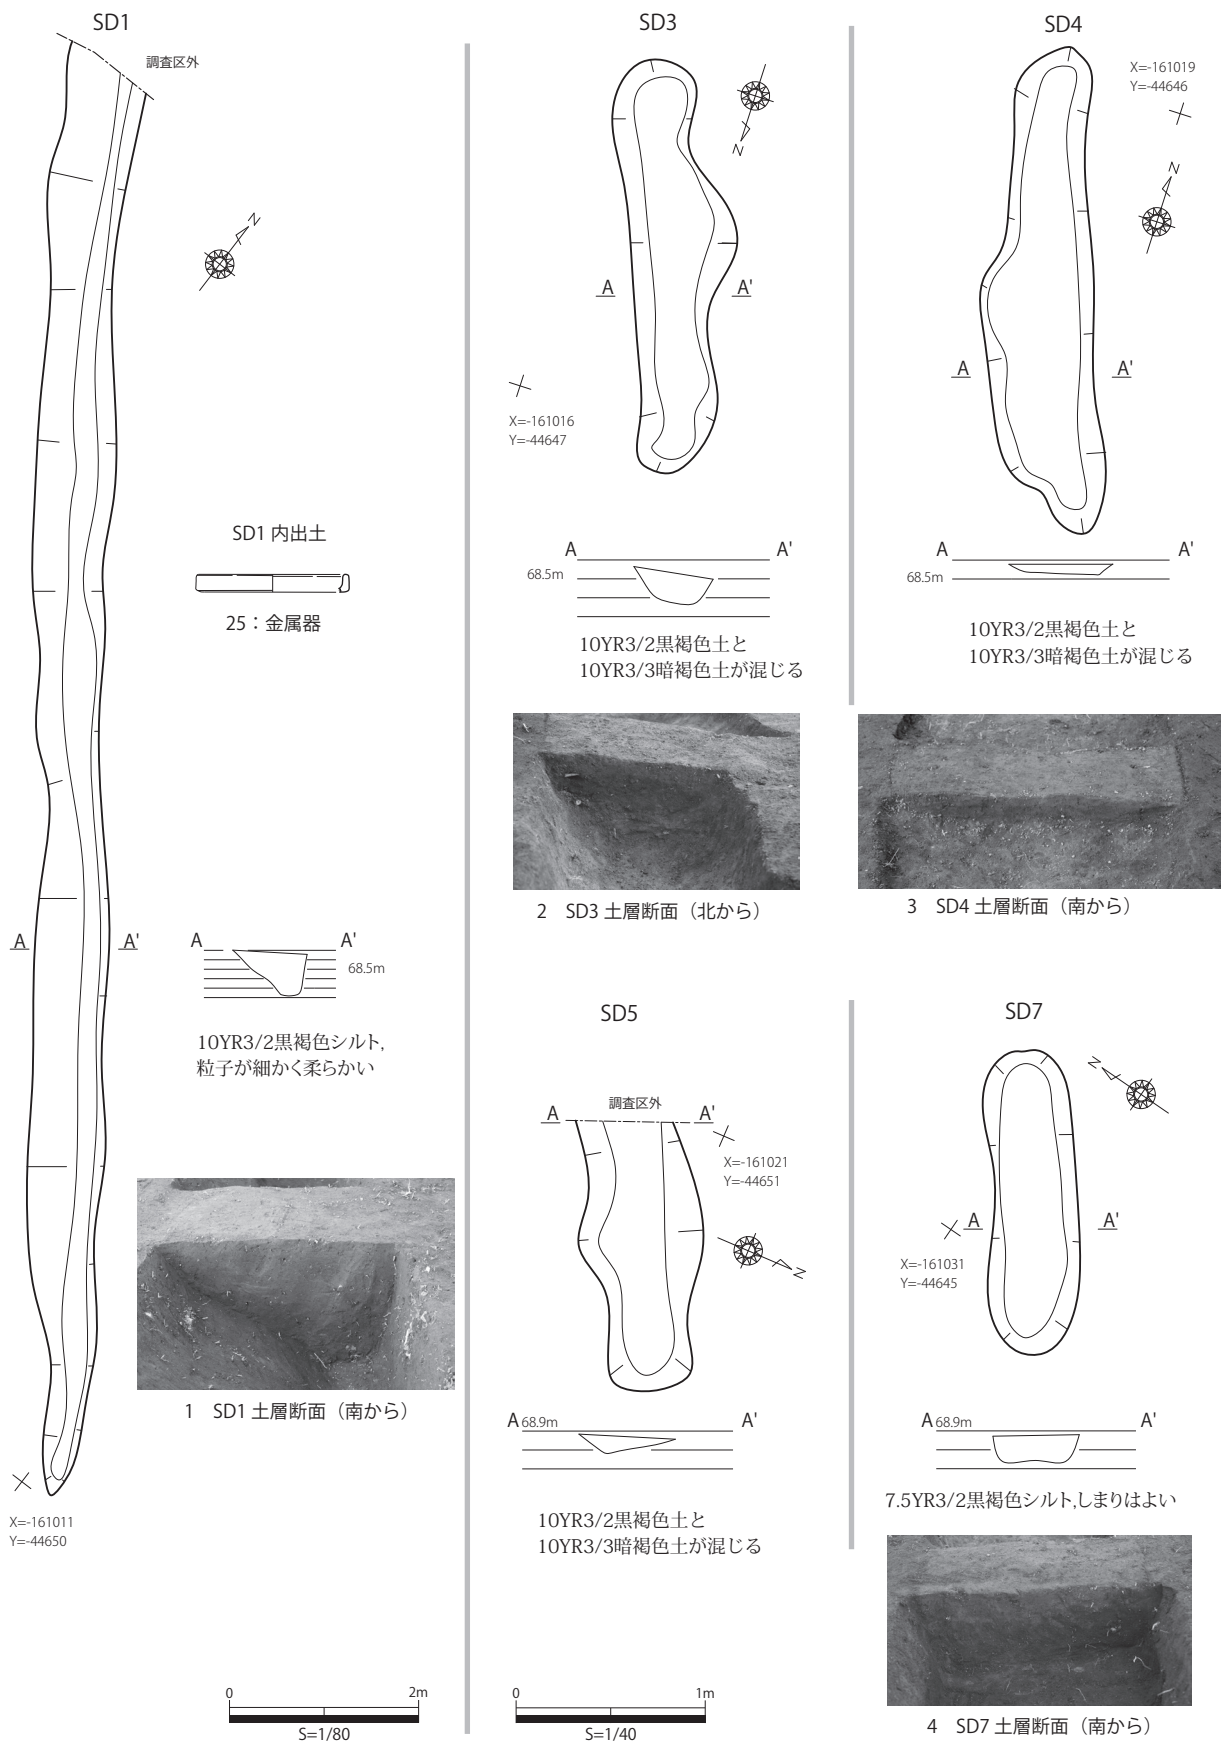 SD1
調査区外
N
SD1 内出土
25：金属器
A
A'
A
A'
68.5m
10YR3/2黒褐色シルト,
粒子が細かく柔らかい
1　SD1 土層断面（南から）
X=-161011
Y=-44650
0
2m
S=1/80
SD3
N
A
A'
X=-161016
Y=-44647
A
A'
68.5m
10YR3/2黒褐色土と
10YR3/3暗褐色土が混じる
2　SD3 土層断面（北から）
SD4
X=-161019
Y=-44646
N
A
A'
A
A'
68.5m
10YR3/2黒褐色土と
10YR3/3暗褐色土が混じる
3　SD4 土層断面（南から）
SD5
調査区外
A
A'
X=-161021
Y=-44651
N
A 68.9m
A'
10YR3/2黒褐色土と
10YR3/3暗褐色土が混じる
0
1m
S=1/40
SD7
N
A
A'
X=-161031
Y=-44645
A 68.9m
A'
7.5YR3/2黒褐色シルト,しまりはよい
4　SD7 土層断面（南から）